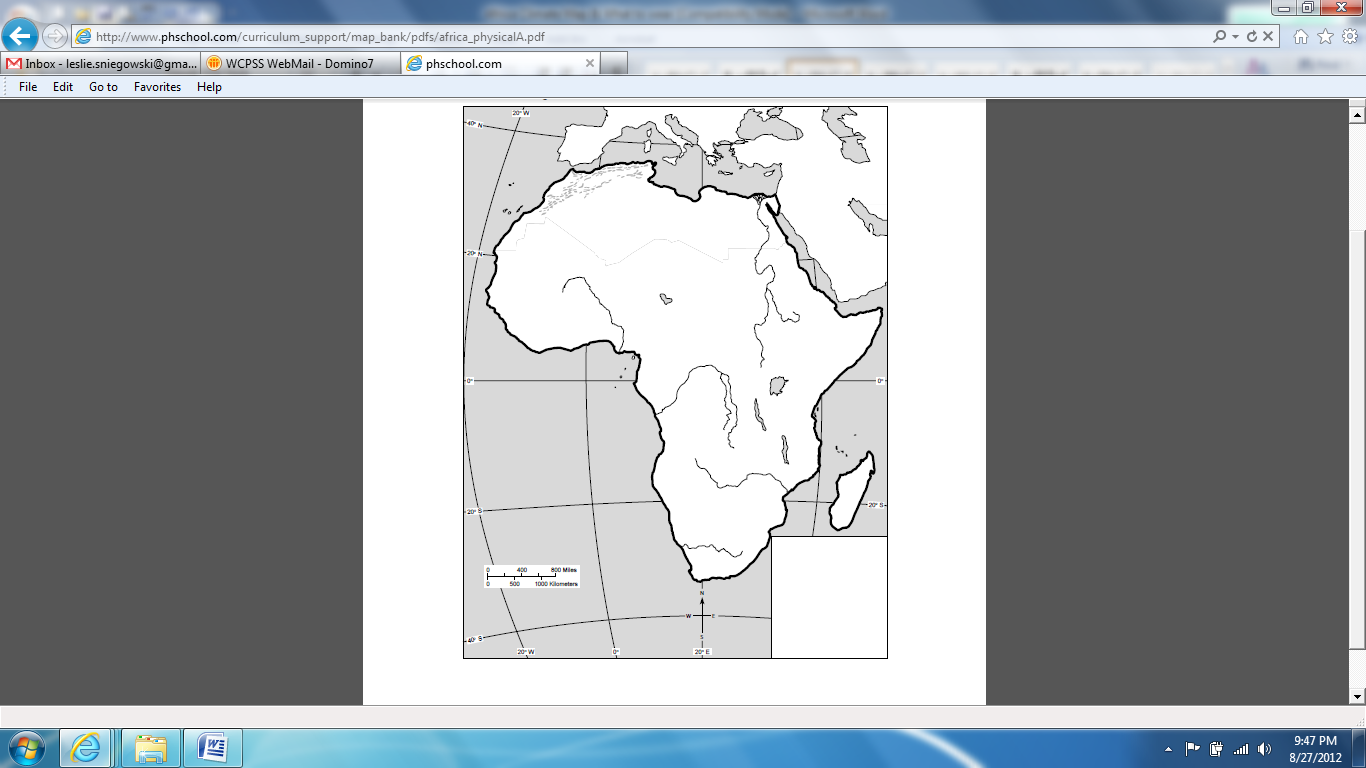 http://www.phschool.com/curriculum_support/map_bank/pdfs/africa_physicalA.pdf
Inbox - leslie.sniegowski@gma...
WCPSS WebMail - Domino7
phschool.com
File Edit Go to Favorites Help
20° W
40° N
20° N
0° 0°
20° S
20° S
0 400 800 Miles
0 500 1000 Kilometers
N
W E
S
40° S
20° W 0° 20° E
9:47 PM
8/27/2012